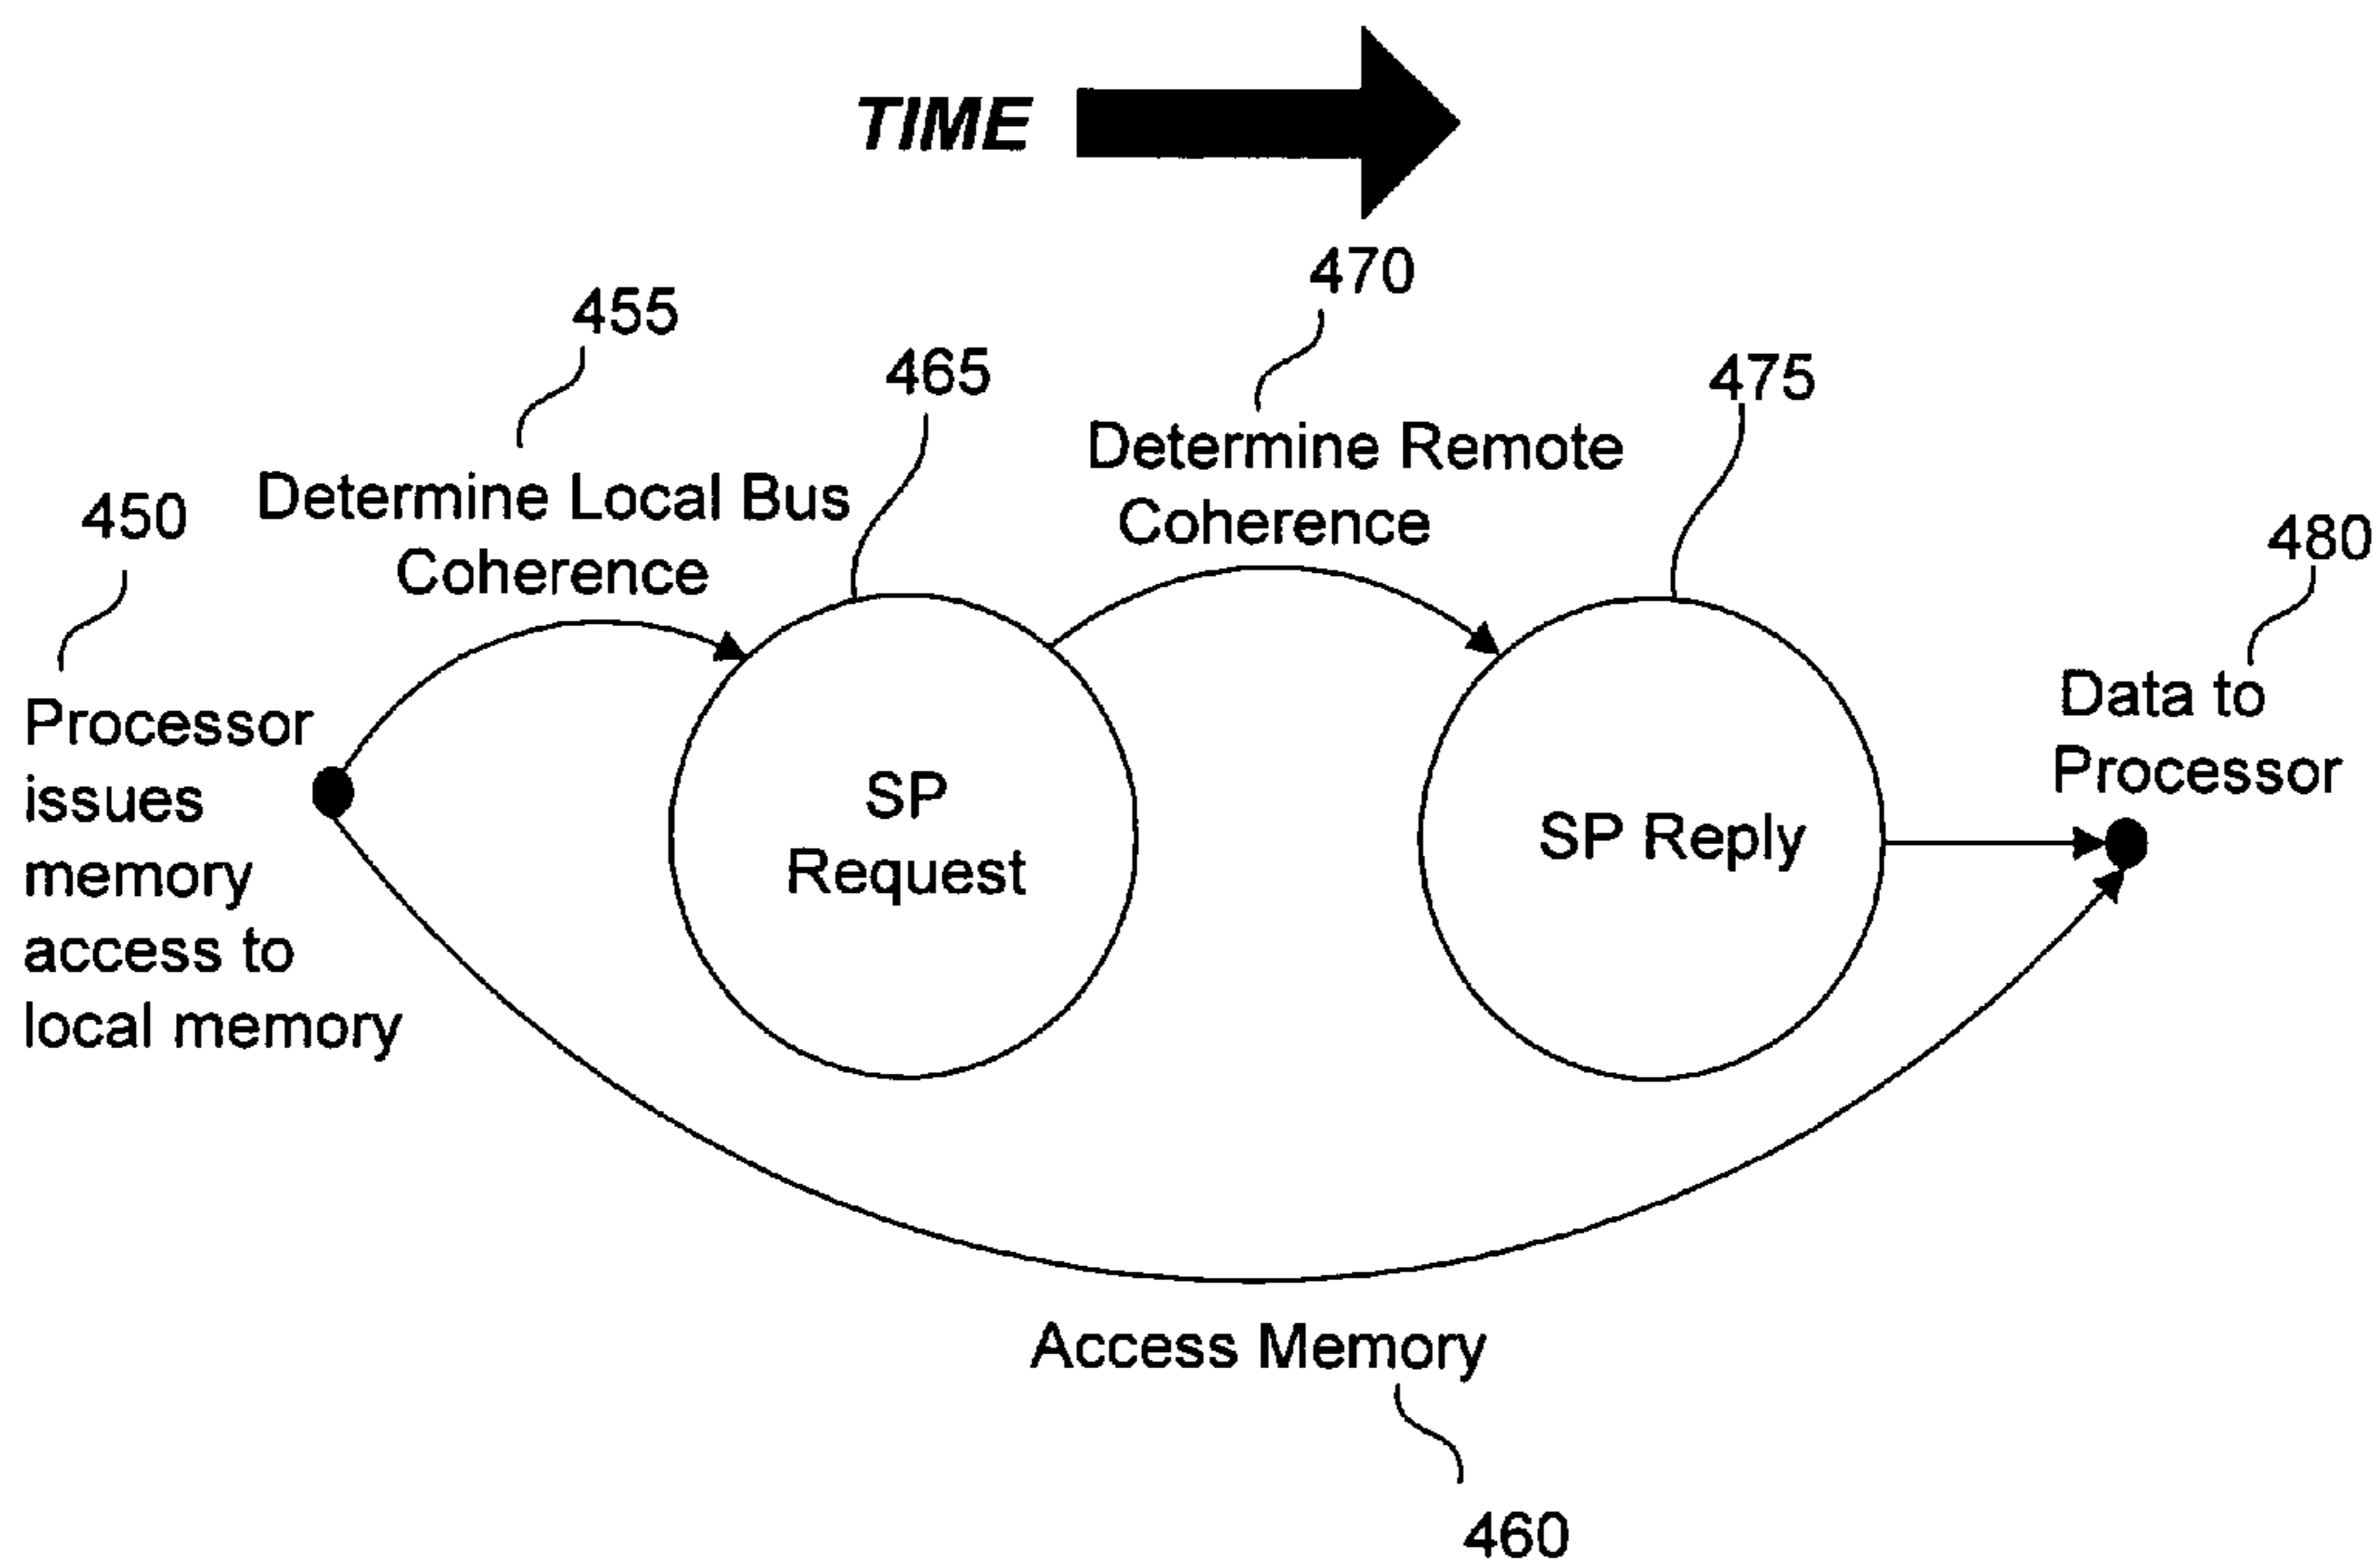 TIME
470
455
465
475
Determine Remote
Coherence
450
Determine Local Bus
Coherence
480
Processor
issues
memory
access to
local memory
SP
Request
SP Reply
Data to
Processor
Access Memory
460